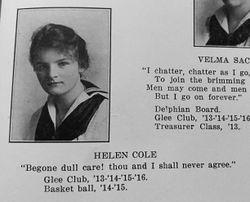 VELMA SAC
"I chatter, chatter as I go,
To join the brimming
Men may come and men
But I go on forever."
Delphian Board.
Glee Club, '13-'14-'15-'16
Treasurer Class, '13.
HELEN COLE
"Begone dull care! thou and I shall never agree."
Glee Club, '13-'14-'15-'16.
Basket ball, '14-'15.